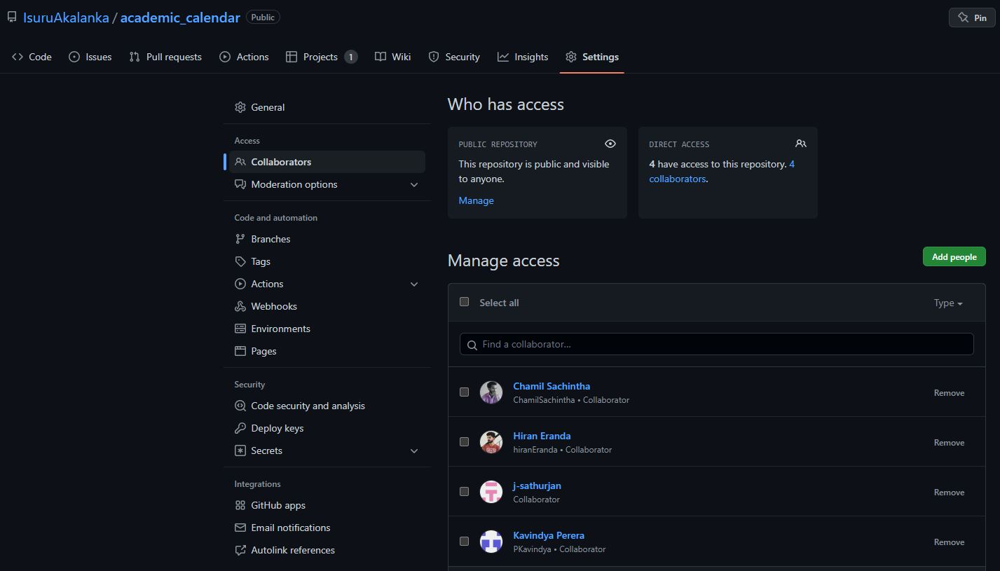 IsuruAkalanka / academic_calendar Public
Pin
Code Issues Pull requests Actions Projects 1 Wiki Security Insights Settings
General
Access
Collaborators
Moderation options
Code and automation
Branches
Tags
Actions
Webhooks
Environments
Pages
Security
Code security and analysis
Deploy keys
Secrets
Integrations
GitHub apps
Email notifications
Autolink references
Who has access
PUBLIC REPOSITORY
This repository is public and visible
to anyone.
Manage
DIRECT ACCESS
4 have access to this repository. 4
collaborators.
Manage access
Add people
Select all
Type
Find a collaborator...
Chamil Sachintha
ChamilSachintha • Collaborator
Remove
Hiran Eranda
hiranEranda • Collaborator
Remove
j-sathurjan
Collaborator
Remove
Kavindya Perera
PKavindya • Collaborator
Remove